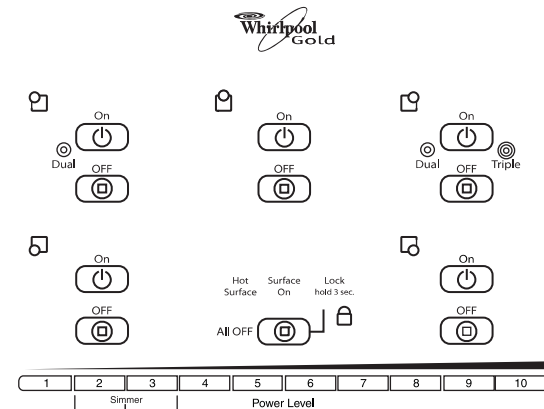 Whirlpool
Gold
On
On
On
Dual
Dual
Triple
OFF
OFF
OFF
On
On
Hot Surface
Surface On
Lock hold 3 sec.
OFF
OFF
All OFF
1 2 3 4 5 6 7 8 9 10
Simmer
Power Level